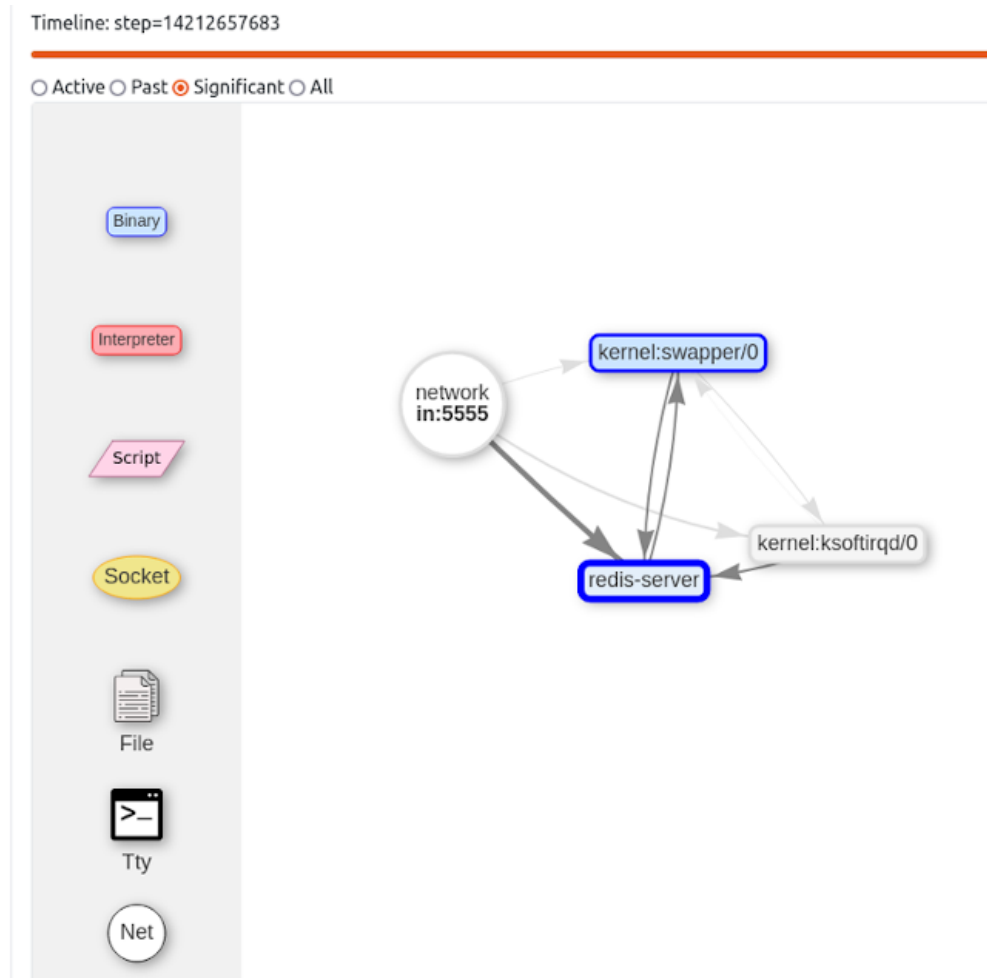 Timeline: step=14212657683
Active Past Significant All
Binary
Interpreter
Script
Socket
File
>_
Tty
Net
network
in:5555
kernel:swapper/0
kernel:ksoftirqd/0
redis-server